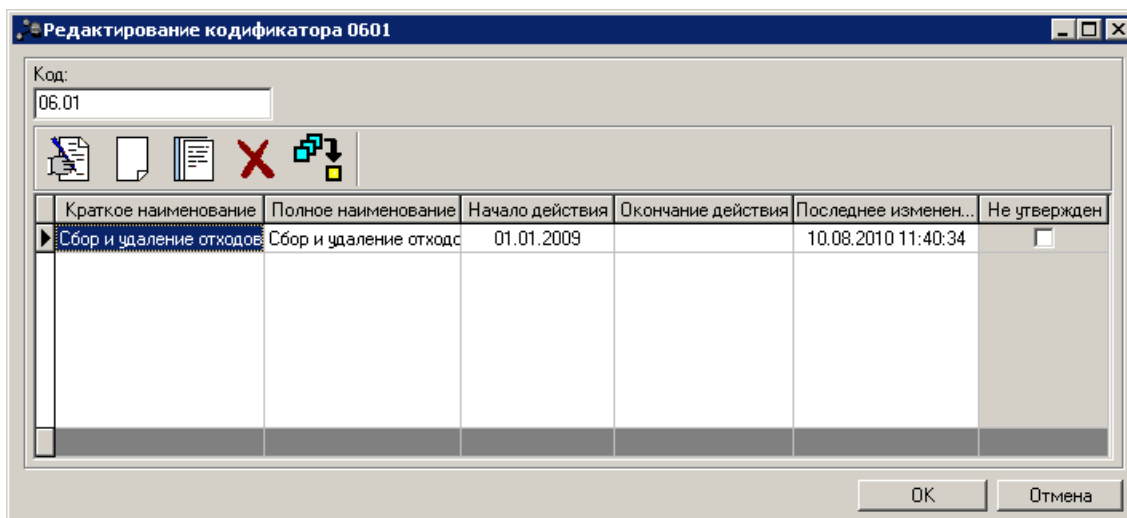 Редактирование кодификатора 0601
Код:
06.01
Краткое наименование Полное наименование Начало действия Окончание действия Последнее изменен... Не утвержден
Сбор и удаление отходов Сбор и удаление отходо 01.01.2009 10.08.2010 11:40:34
OK Отмена